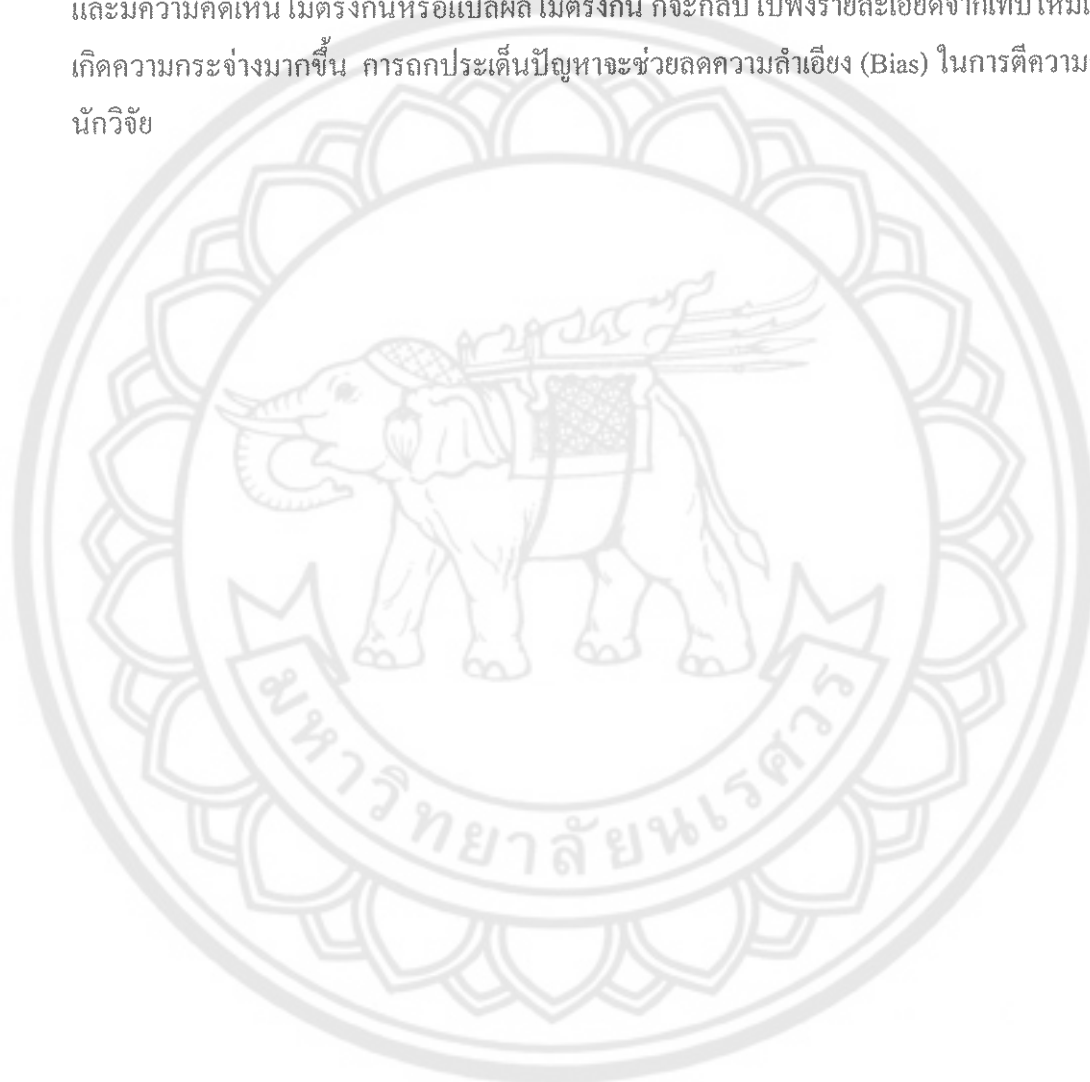 และมีความคิดเห็นไม่ตรงกันหรือแปลผลไม่ตรงกัน ก็จะกลับไปฟังรายละเอียดจากเทปใหม่
เกิดความกระจ่างมากขึ้น การถกประเด็นปัญหาจะช่วยลดความลำเอียง (Bias) ในการตีความ
นักวิจัย
มหาวิทยาลัยนเรศวร